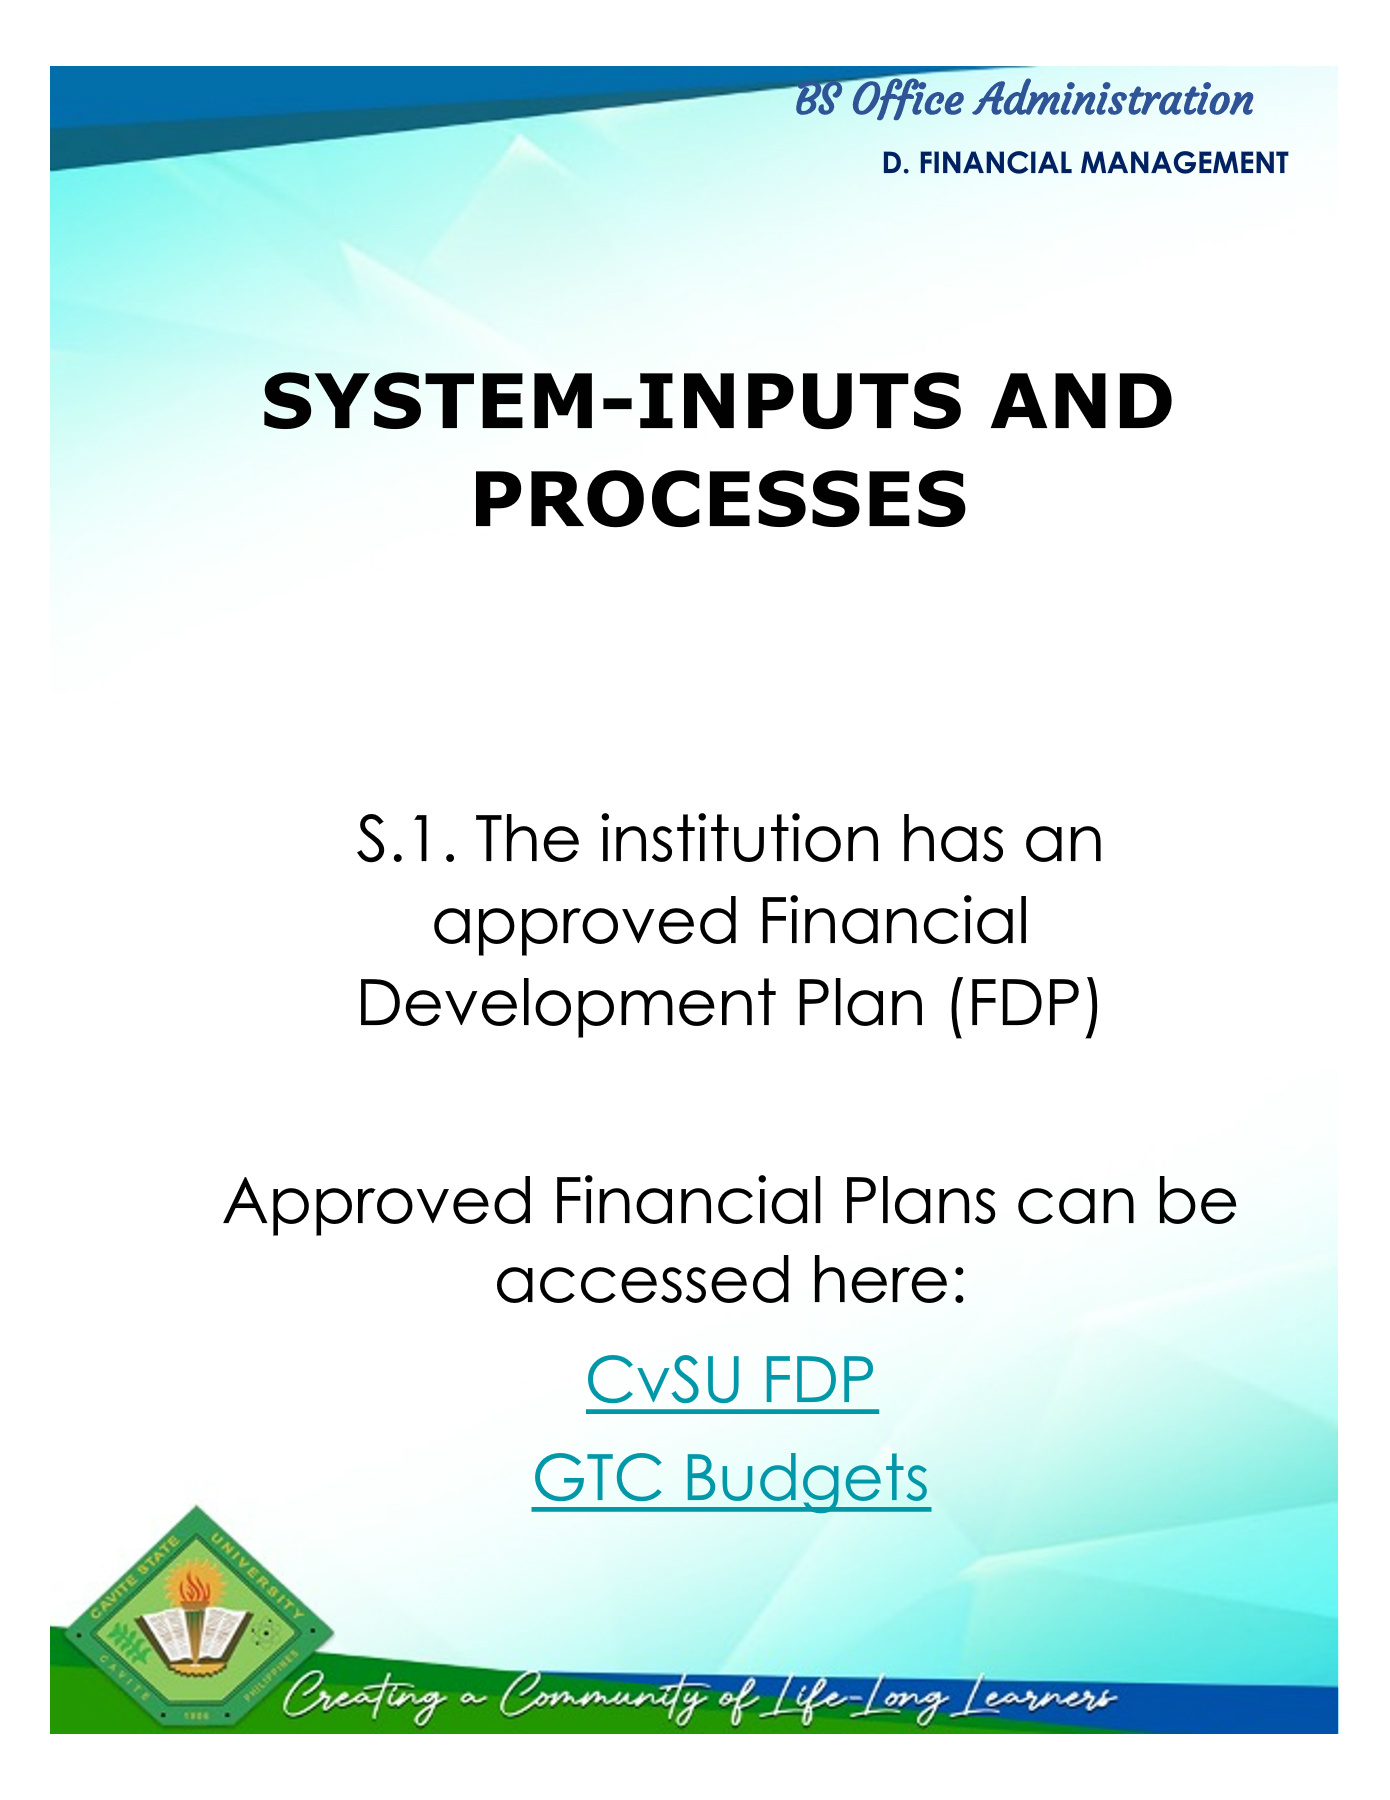 BS Office Administration
D. FINANCIAL MANAGEMENT
SYSTEM-INPUTS AND
PROCESSES
S.1. The institution has an
approved Financial
Development Plan (FDP)
Approved Financial Plans can be
accessed here:
CvSU FDP
GTC Budgets
CAVITE STATE UNIVERSITY
CAVITE
PHILIPPINES
1906
Creating a Community of Life-Long Learners